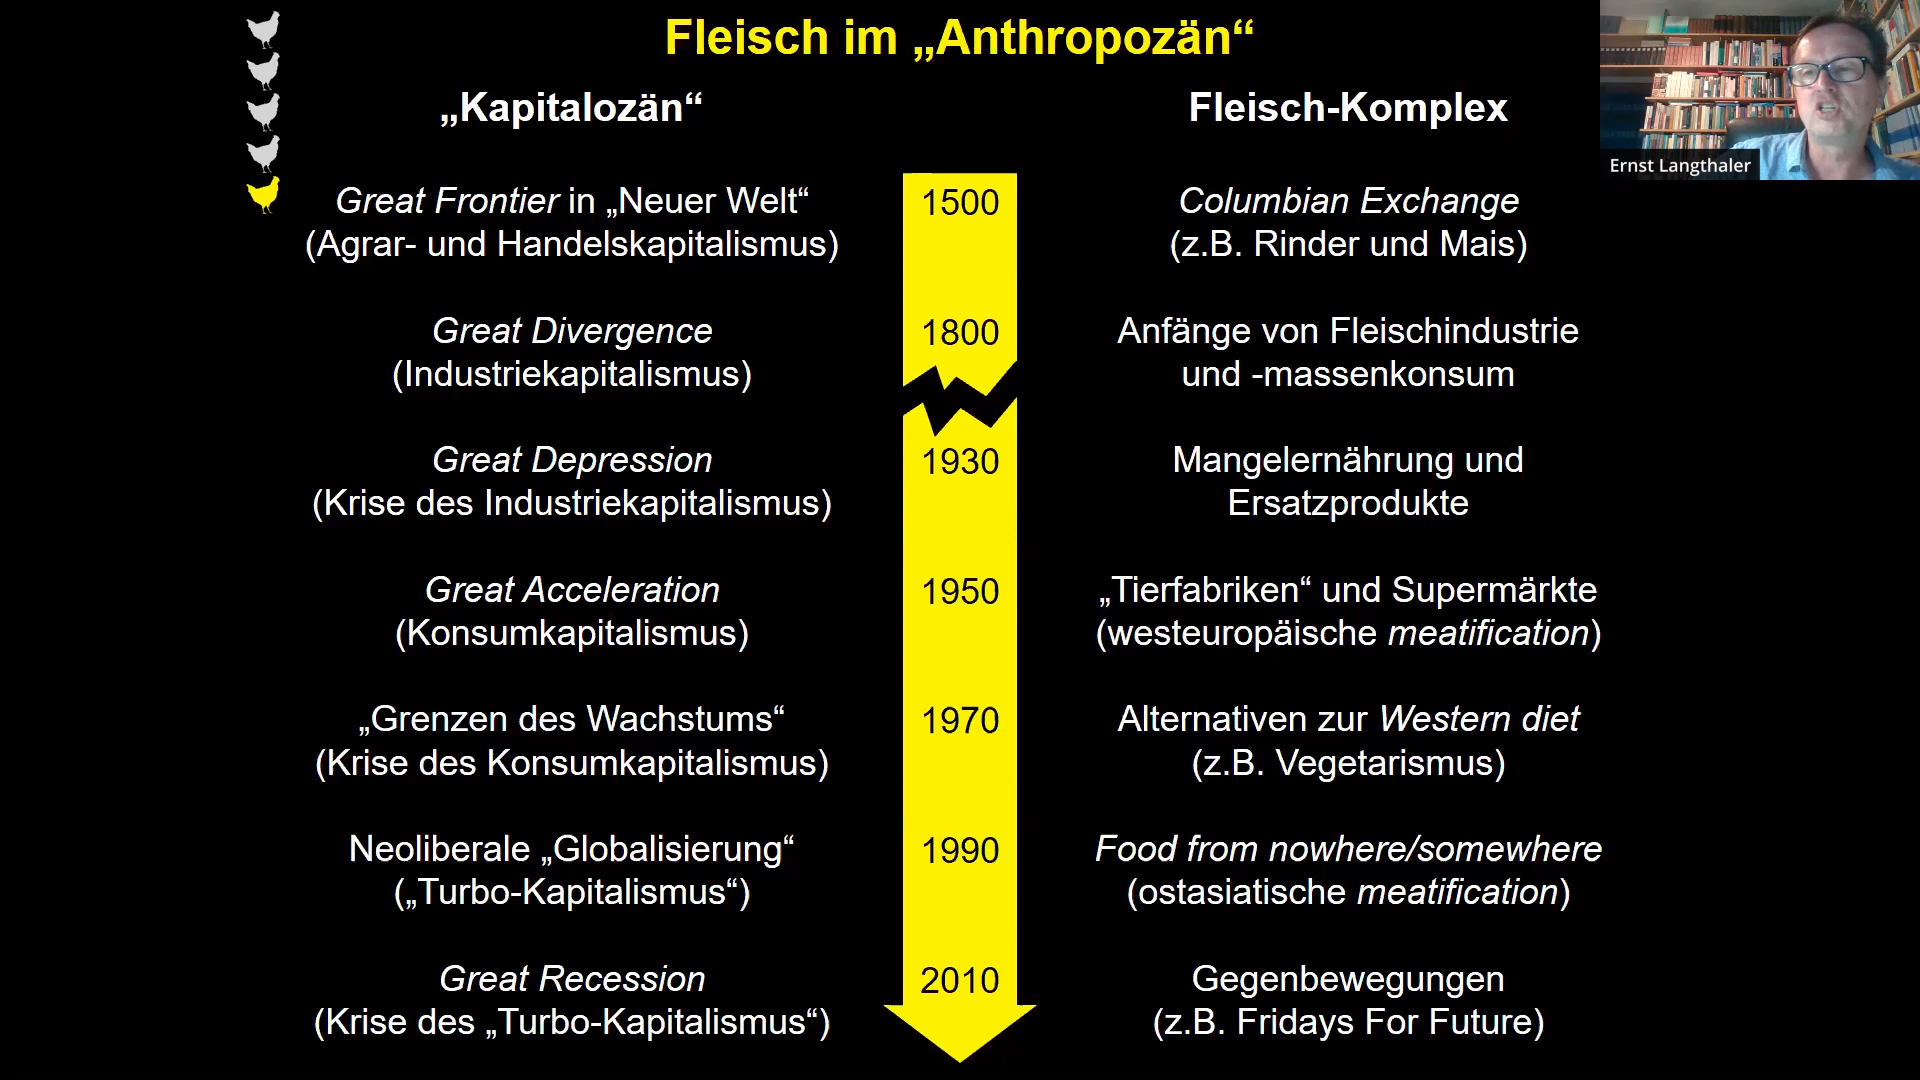 Fleisch im „Anthropozän“
„Kapitalozän“
Fleisch-Komplex
Ernst Langthaler
Great Frontier in „Neuer Welt“
(Agrar- und Handelskapitalismus)
1500
Columbian Exchange
(z.B. Rinder und Mais)
Great Divergence
(Industriekapitalismus)
1800
Anfänge von Fleischindustrie
und -massenkonsum
Great Depression
(Krise des Industriekapitalismus)
1930
Mangelernährung und
Ersatzprodukte
Great Acceleration
(Konsumkapitalismus)
1950
„Tierfabriken“ und Supermärkte
(westeuropäische meatification)
„Grenzen des Wachstums“
(Krise des Konsumkapitalismus)
1970
Alternativen zur Western diet
(z.B. Vegetarismus)
Neoliberale „Globalisierung“
(„Turbo-Kapitalismus“)
1990
Food from nowhere/somewhere
(ostasiatische meatification)
Great Recession
(Krise des „Turbo-Kapitalismus“)
2010
Gegenbewegungen
(z.B. Fridays For Future)